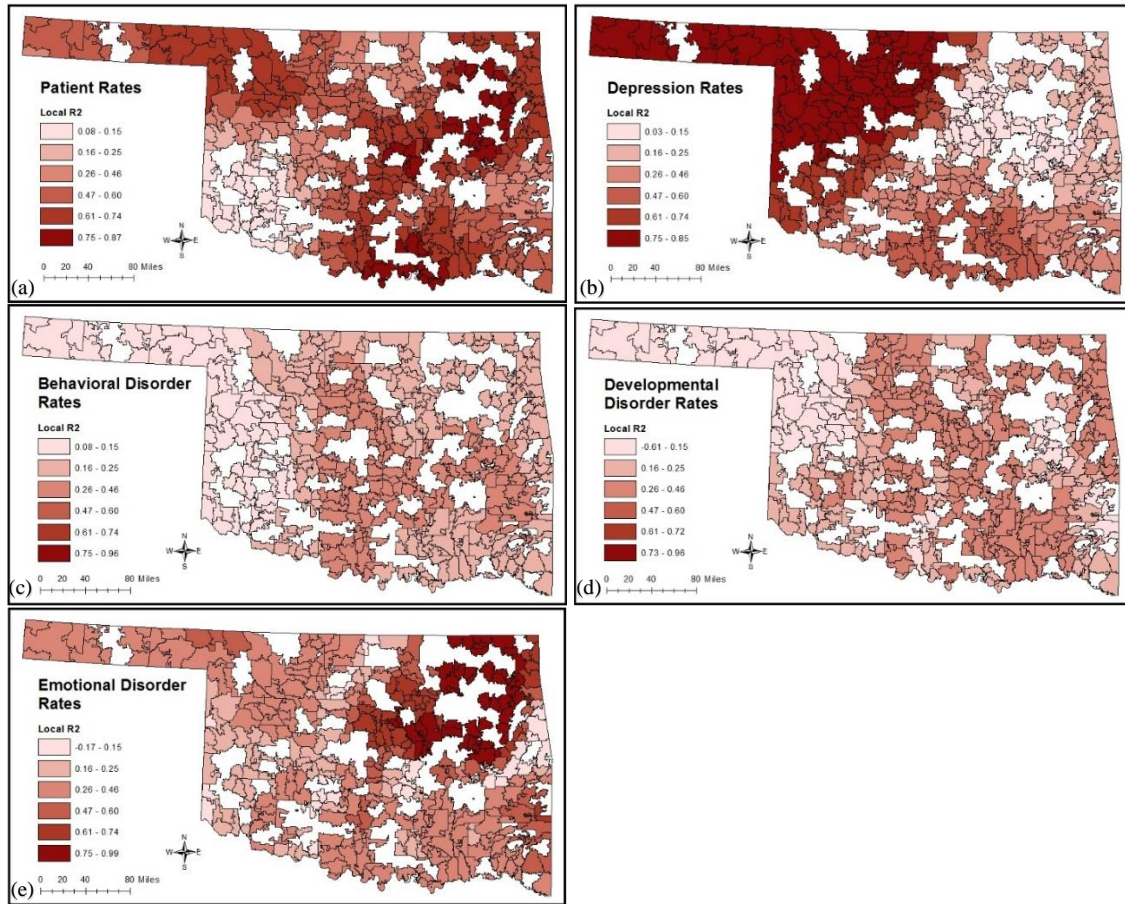 Patient Rates
Local R2
0.08 - 0.15
0.16 - 0.25
0.26 - 0.46
0.47 - 0.60
0.61 - 0.74
0.75 - 0.87
N
W E
S
0 20 40 80 Miles
(a)
Depression Rates
Local R2
0.03 - 0.15
0.16 - 0.25
0.26 - 0.46
0.47 - 0.60
0.61 - 0.74
0.75 - 0.85
N
W E
S
0 20 40 80 Miles
(b)
Behavioral Disorder
Rates
Local R2
0.08 - 0.15
0.16 - 0.25
0.26 - 0.46
0.47 - 0.60
0.61 - 0.74
0.75 - 0.96
N
W E
S
0 20 40 80 Miles
(c)
Developmental
Disorder Rates
Local R2
-0.61 - 0.15
0.16 - 0.25
0.26 - 0.46
0.47 - 0.60
0.61 - 0.72
0.73 - 0.96
N
W E
S
0 20 40 80 Miles
(d)
Emotional Disorder
Rates
Local R2
-0.17 - 0.15
0.16 - 0.25
0.26 - 0.46
0.47 - 0.60
0.61 - 0.74
0.75 - 0.99
N
W E
S
0 20 40 80 Miles
(e)